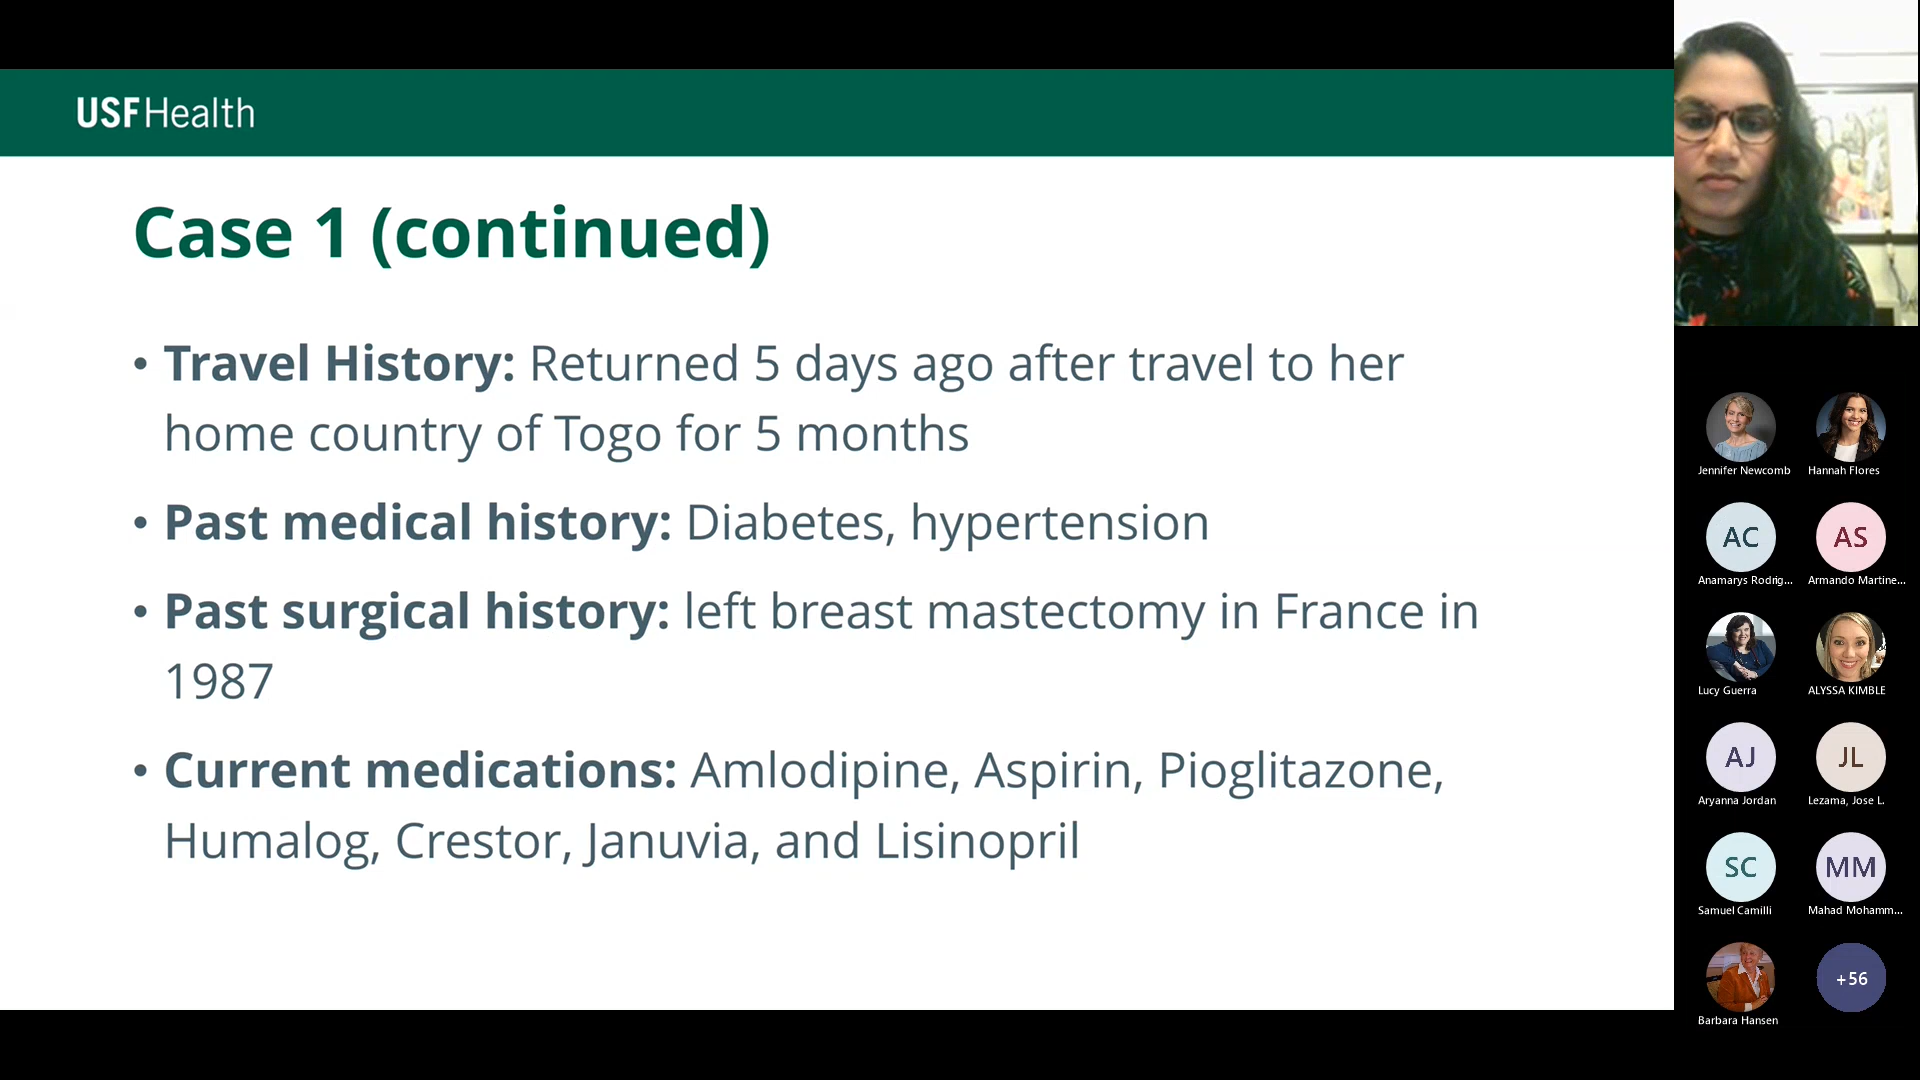 USFHealth
Case 1 (continued)
• Travel History: Returned 5 days ago after travel to her
home country of Togo for 5 months
• Past medical history: Diabetes, hypertension
• Past surgical history: left breast mastectomy in France in
1987
• Current medications: Amlodipine, Aspirin, Pioglitazone,
Humalog, Crestor, Januvia, and Lisinopril
Jennifer Newcomb
Hannah Flores
AC
AS
Anamarys Rodrig...
Armando Martine...
Lucy Guerra
ALYSSA KIMBLE
AJ
JL
Aryanna Jordan
Lezama, Jose L.
SC
MM
Samuel Camilli
Mahad Mohamm...
+56
Barbara Hansen